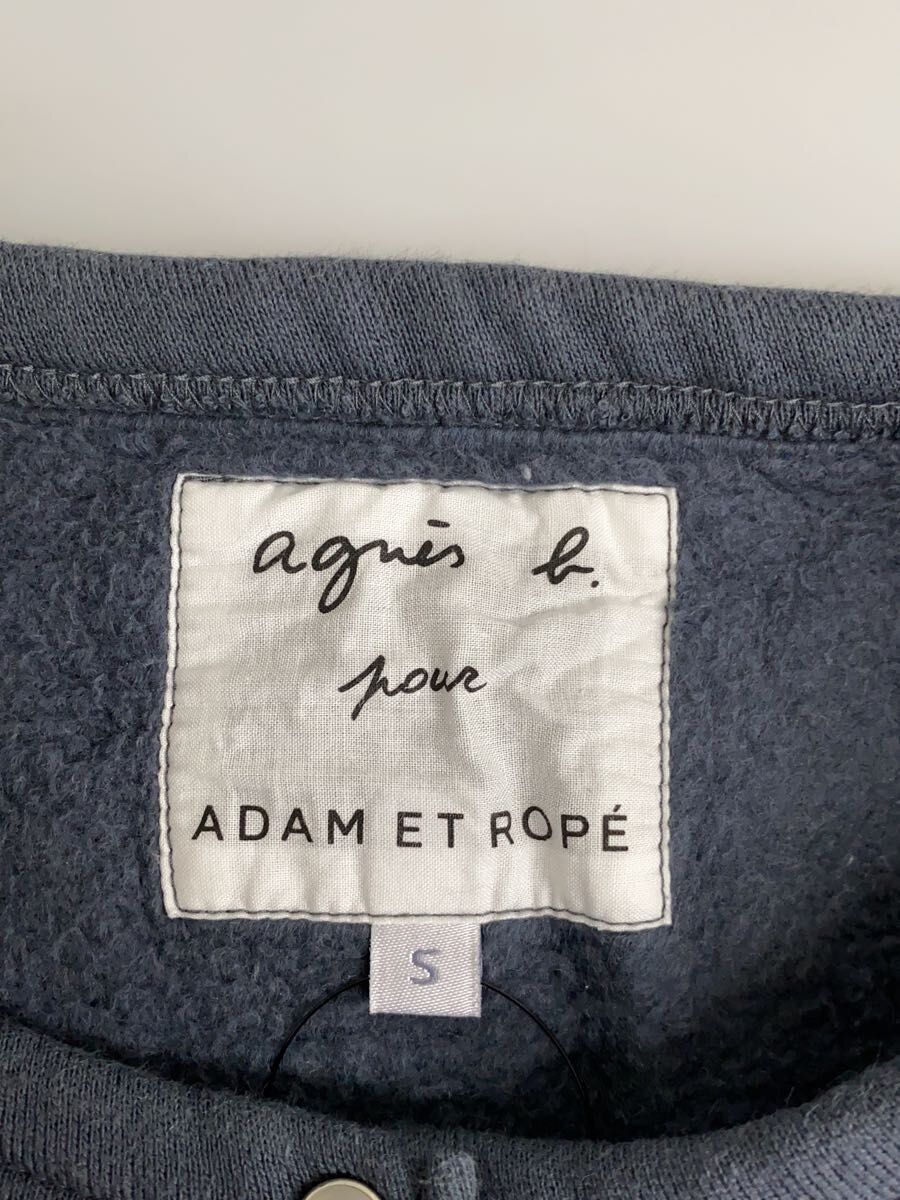 agnès b.
pour
ADAM ET ROPÉ
S